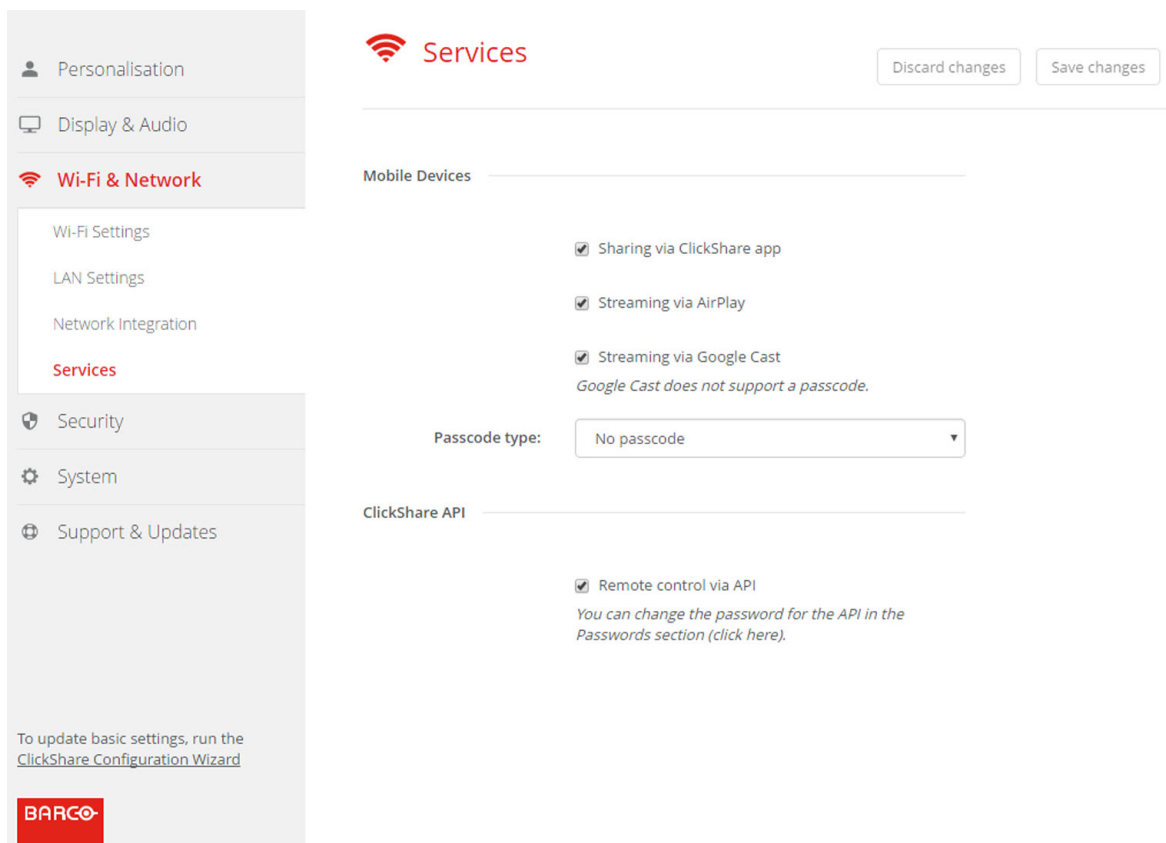 Personalisation
Display & Audio
Wi-Fi & Network
Wi-Fi Settings
LAN Settings
Network Integration
Services
Security
System
Support & Updates
To update basic settings, run the
ClickShare Configuration Wizard
BARCO
Services
Discard changes
Save changes
Mobile Devices
Sharing via ClickShare app
Streaming via AirPlay
Streaming via Google Cast
Google Cast does not support a passcode.
Passcode type:
No passcode
ClickShare API
Remote control via API
You can change the password for the API in the
Passwords section (click here).